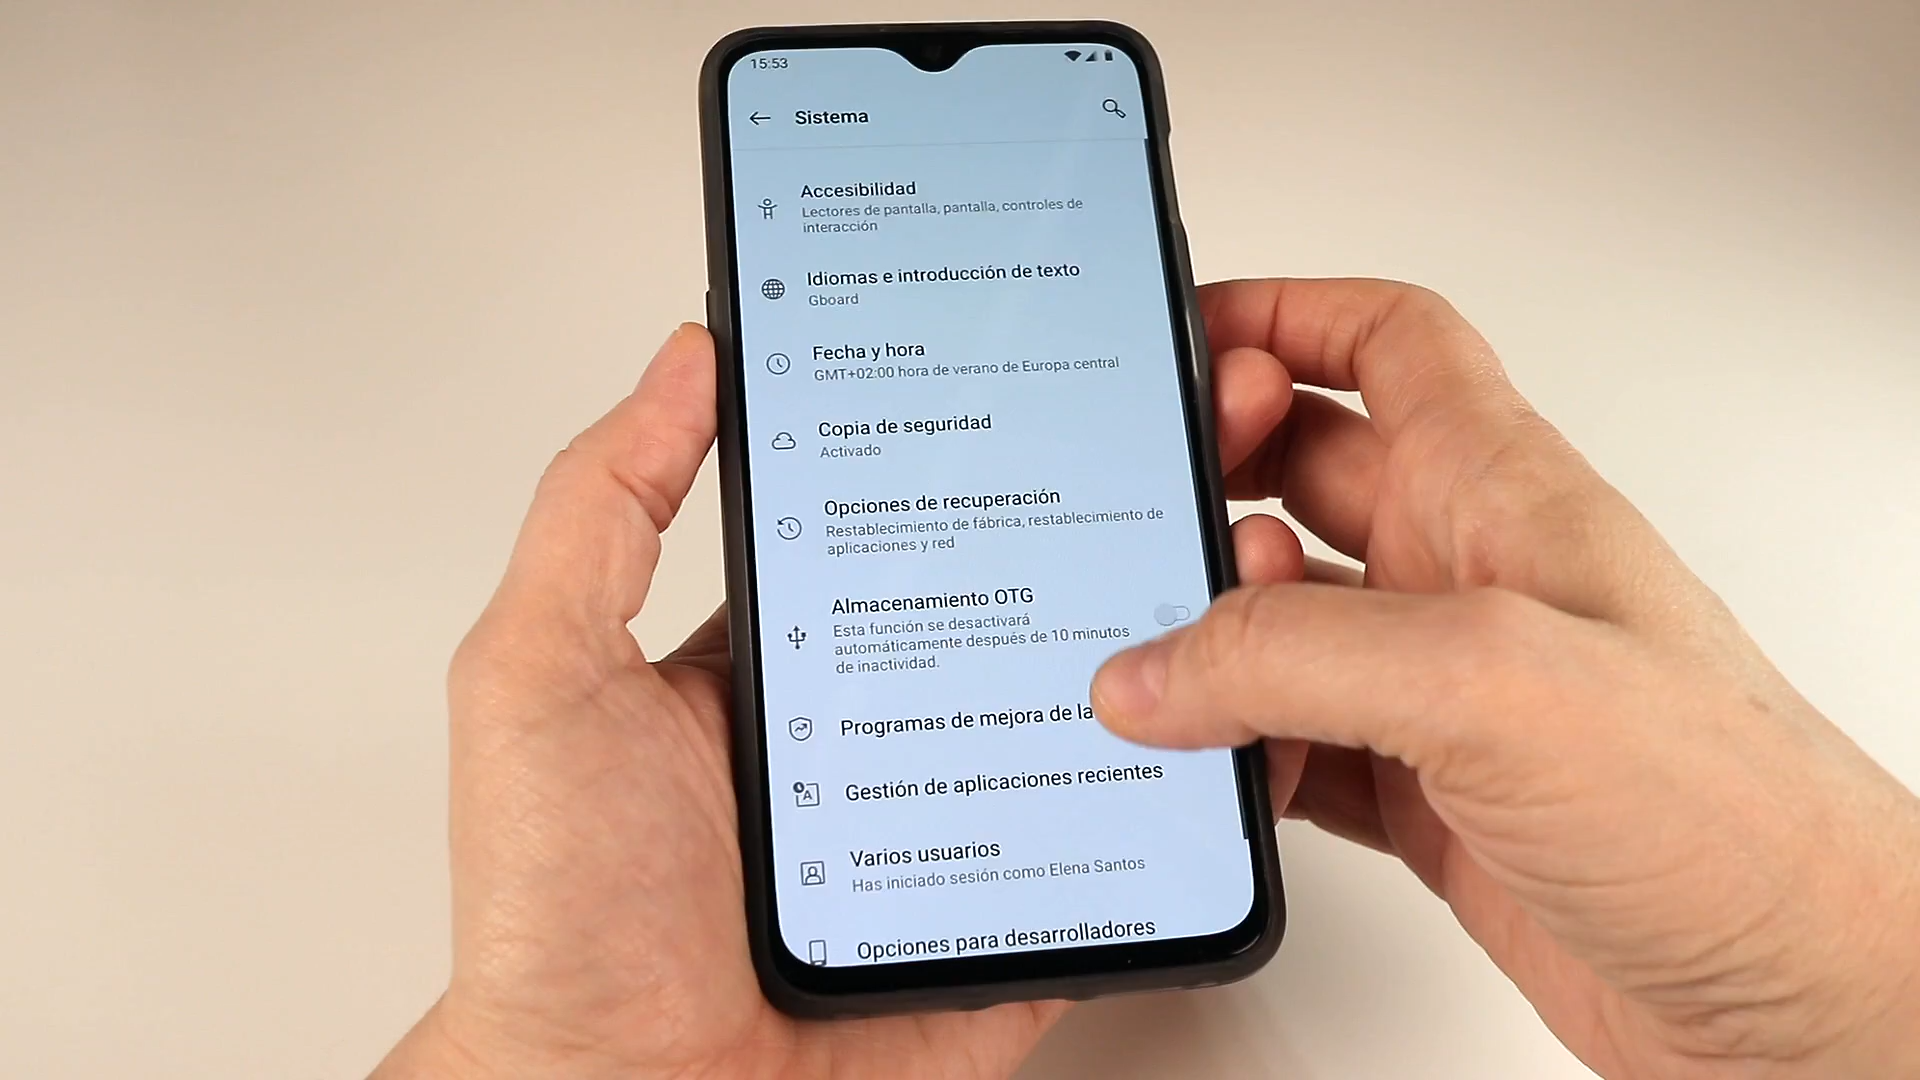 15:53
Sistema
Accesibilidad
Lectores de pantalla, pantalla, controles de
interacción
Idiomas e introducción de texto
Gboard
Fecha y hora
GMT+02:00 hora de verano de Europa central
Copia de seguridad
Activado
Opciones de recuperación
Restablecimiento de fábrica, restablecimiento de
aplicaciones y red
Almacenamiento OTG
Esta función se desactivará
automáticamente después de 10 minutos
de inactividad.
Programas de mejora de la
Gestión de aplicaciones recientes
Varios usuarios
Has iniciado sesión como Elena Santos
Opciones para desarrolladores